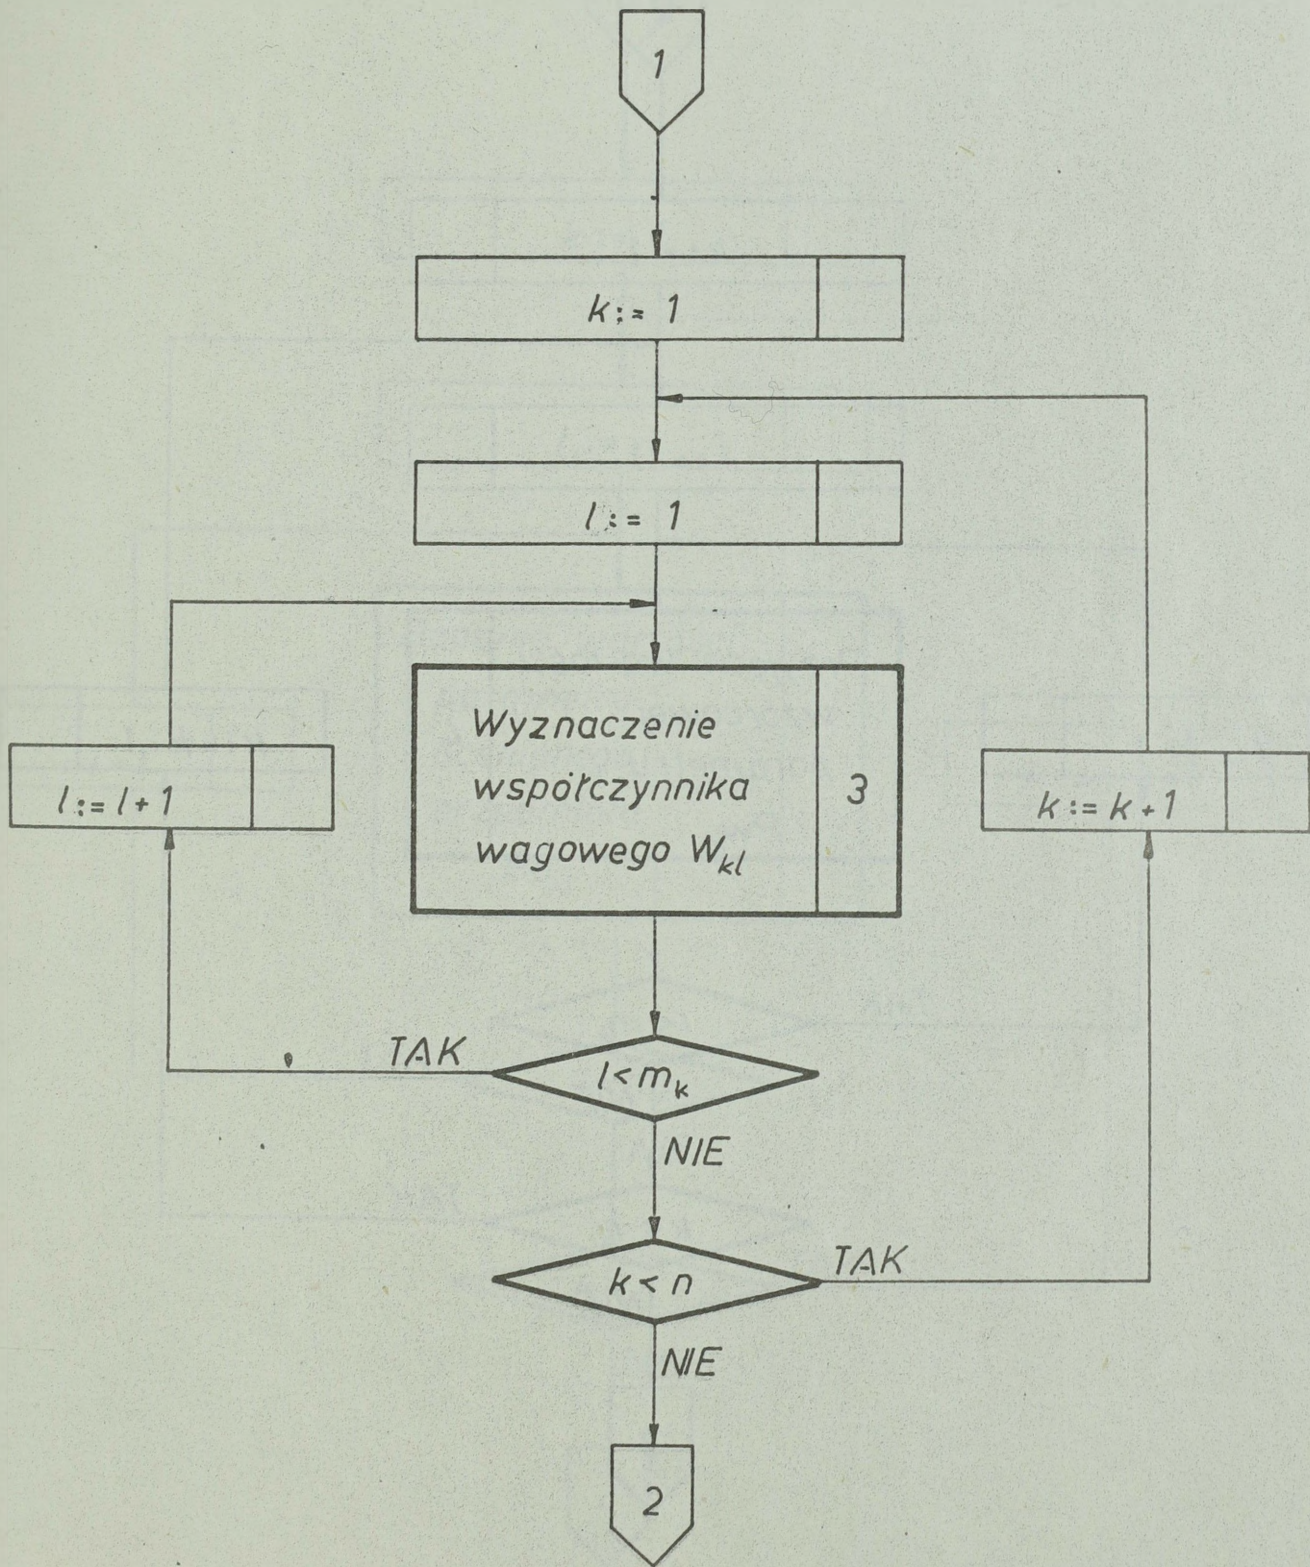 1
k := 1
l := 1
Wyznaczenie
współczynnika
wagowego W_kl
3
l := l + 1
k := k + 1
TAK
l < m_k
NIE
k < n
TAK
NIE
2